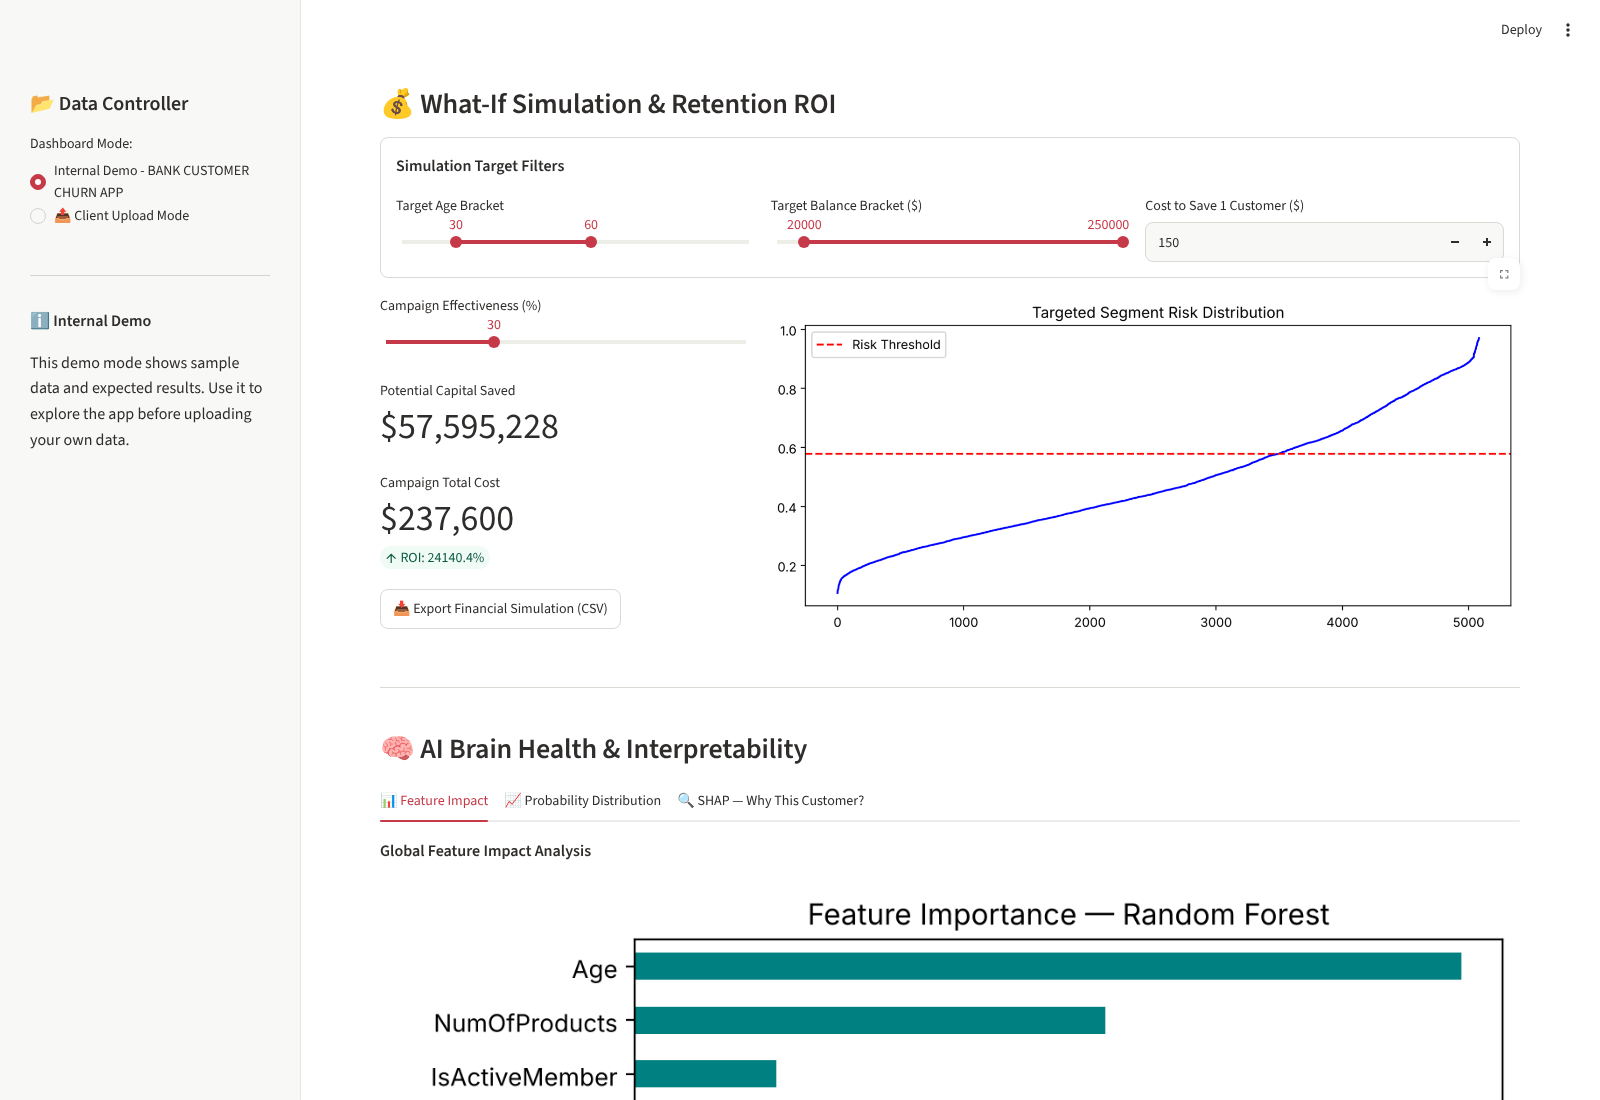 Deploy
📂 Data Controller
Dashboard Mode:
Internal Demo - BANK CUSTOMER
CHURN APP
📤 Client Upload Mode
ℹ️ Internal Demo
This demo mode shows sample
data and expected results. Use it to
explore the app before uploading
your own data.
💰 What-If Simulation & Retention ROI
Simulation Target Filters
Target Age Bracket
30 60
Target Balance Bracket ($)
20000 250000
Cost to Save 1 Customer ($)
150
Campaign Effectiveness (%)
30
Potential Capital Saved
$57,595,228
Campaign Total Cost
$237,600
↑ ROI: 24140.4%
📥 Export Financial Simulation (CSV)
Targeted Segment Risk Distribution
Risk Threshold
1.0
0.8
0.6
0.4
0.2
0 1000 2000 3000 4000 5000
🧠 AI Brain Health & Interpretability
📊 Feature Impact
📈 Probability Distribution
🔍 SHAP — Why This Customer?
Global Feature Impact Analysis
Feature Importance — Random Forest
Age
NumOfProducts
IsActiveMember